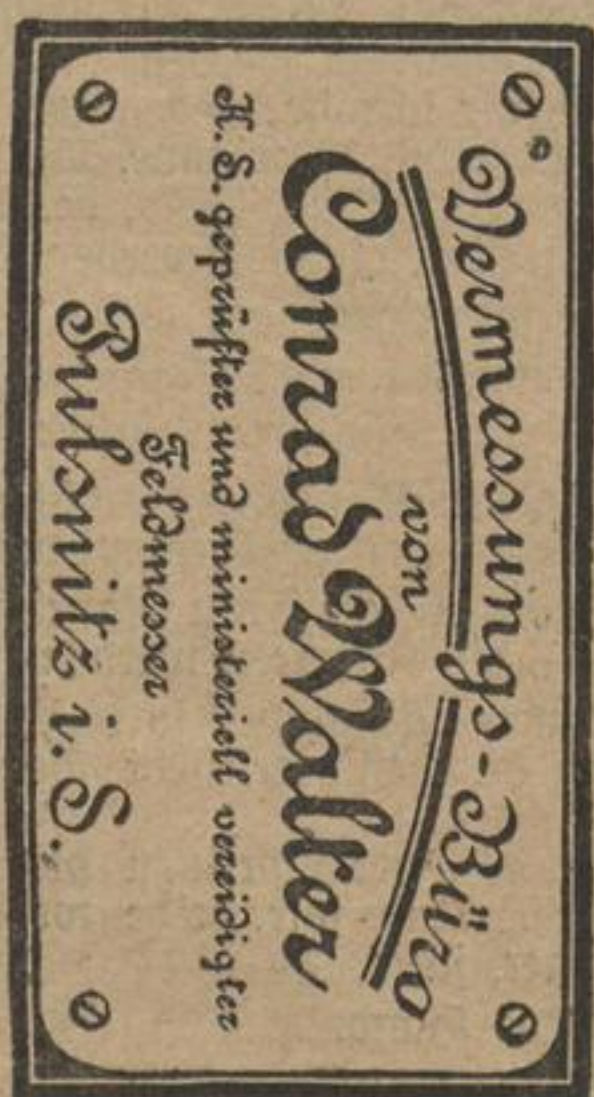 Vermessungs-Büro
von
Conrad Walter
K. S. geprüfter und ministeriell vereidigter
Feldmesser
Pulsnitz i. S.